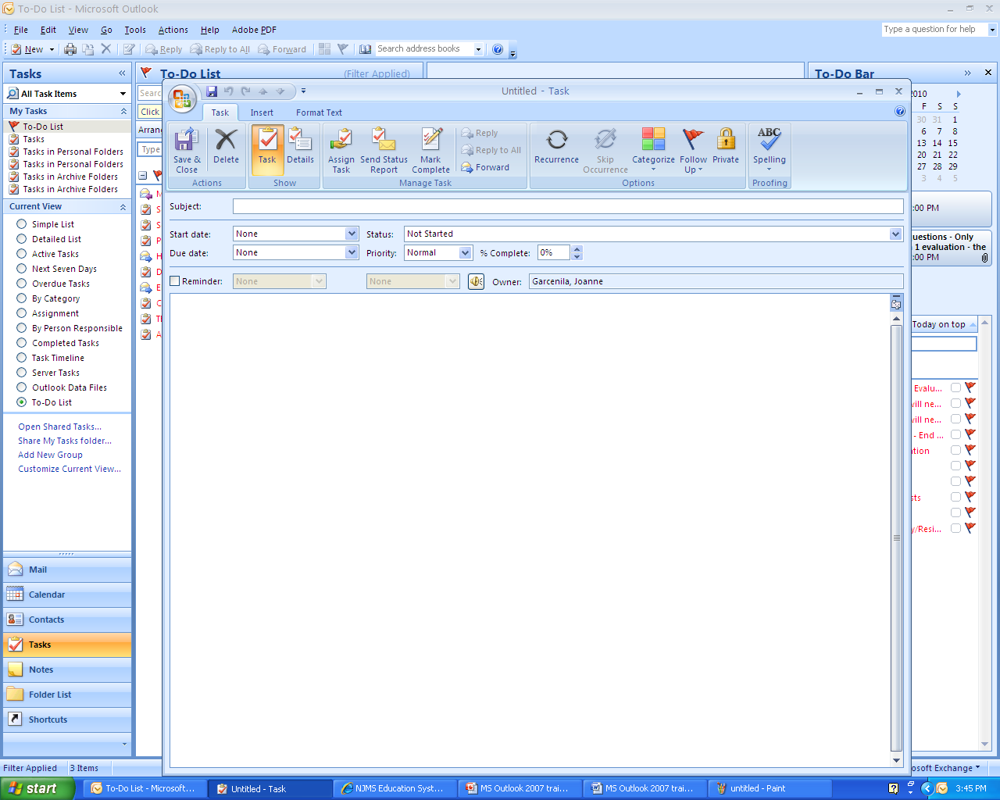 To-Do List - Microsoft Outlook
File Edit View Go Tools Actions Help Adobe PDF
Type a question for help
New Reply Reply to All Forward Search address books
Tasks
All Task Items
My Tasks
To-Do List
Tasks
Tasks in Personal Folders
Tasks in Personal Folders
Tasks in Archive Folders
Tasks in Archive Folders
Current View
Simple List
Detailed List
Active Tasks
Next Seven Days
Overdue Tasks
By Category
Assignment
By Person Responsible
Completed Tasks
Task Timeline
Server Tasks
Outlook Data Files
To-Do List
Open Shared Tasks...
Share My Tasks folder...
Add New Group
Customize Current View...
Mail
Calendar
Contacts
Tasks
Notes
Folder List
Shortcuts
To-Do List (Filter Applied)
Click
Type
Untitled - Task
Task Insert Format Text
Save & Close
Delete
Actions
Task
Details
Show
Assign Task
Send Status Report
Mark Complete
Reply
Reply to All
Forward
Manage Task
Recurrence
Skip Occurrence
Categorize
Follow Up
Private
Options
ABC
Spelling
Proofing
Subject:
Start date: None Status: Not Started
Due date: None Priority: Normal % Complete: 0%
Reminder: None None Owner: Garcenila, Joanne
To-Do Bar
2010
F S S
30 31 1
6 7 8
13 14 15
20 21 22
27 28 29
3 4 5
:00 PM
uestions - Only
1 evaluation - the
:00 PM
Today on top
Evalu...
will ne...
will ne...
- End ...
Filter Applied 3 Items
start To-Do List - Microsoft... Untitled - Task NJMS Education Syst... MS Outlook 2007 trai... MS Outlook 2007 trai... untitled - Paint 3:45 PM